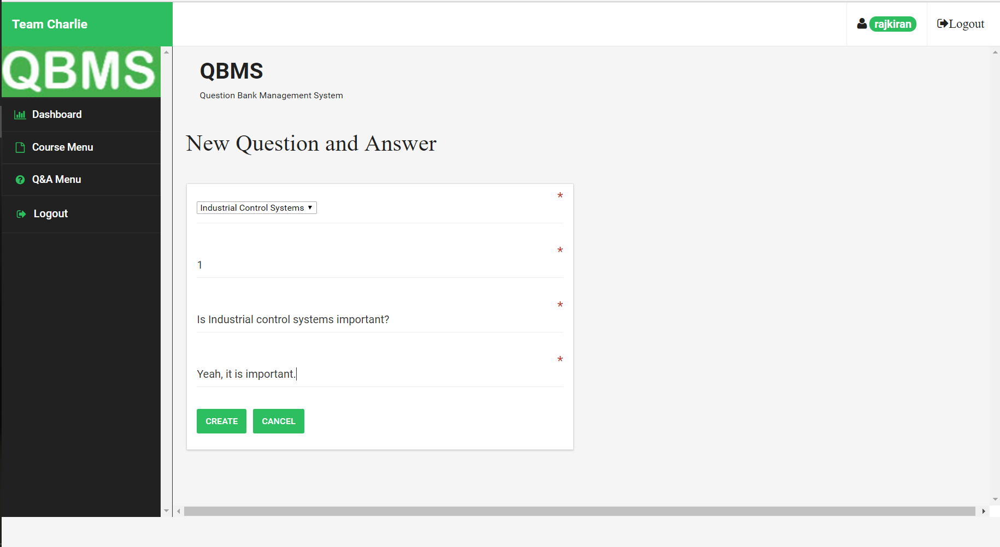 Team Charlie
rajkiran
Logout
QBMS
Dashboard
Course Menu
Q&A Menu
Logout
QBMS
Question Bank Management System
New Question and Answer
*
Industrial Control Systems
*
1
*
Is Industrial control systems important?
*
Yeah, it is important.
CREATE CANCEL